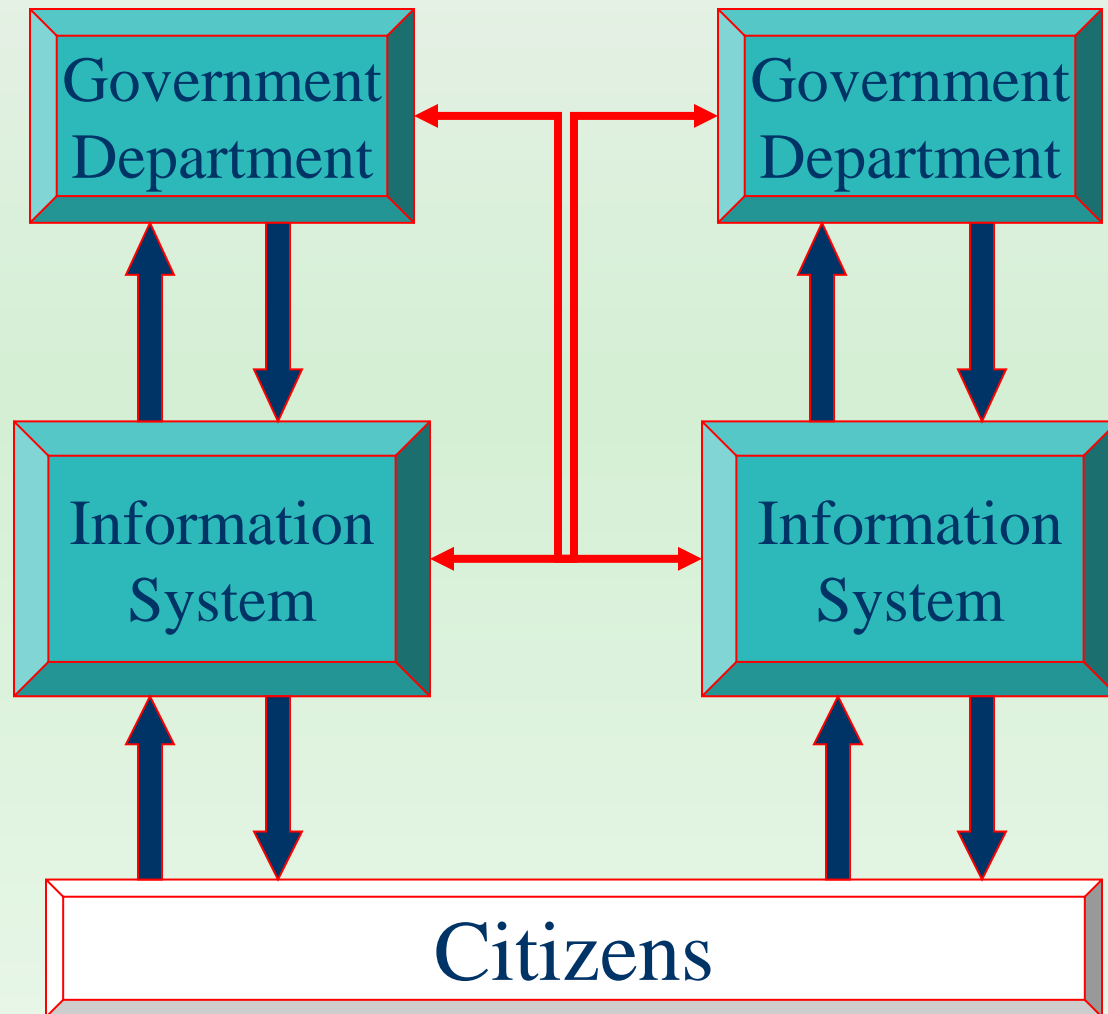 Government
Department
Government
Department
Information
System
Information
System
Citizens